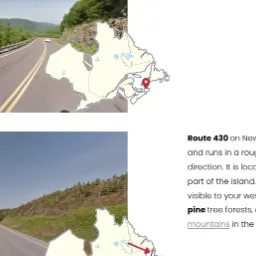 Route 430 on New
and runs in a roug
direction. It is loc
part of the island.
visible to your wes
pine tree forests,
mountains in the